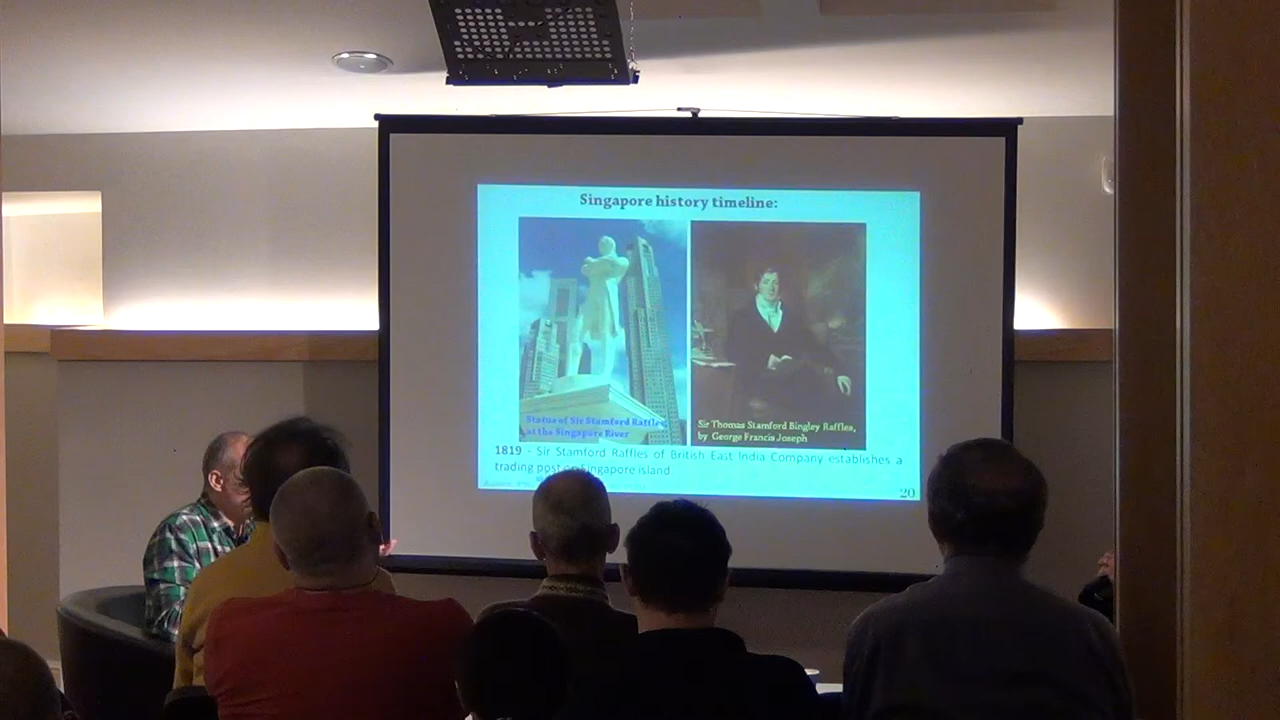 Singapore history timeline:
Statue of Sir Stamford Raffles,
at the Singapore River
Sir Thomas Stamford Bingley Raffles,
by George Francis Joseph
1819 - Sir Stamford Raffles of British East India Company establishes a
trading post on Singapore island
20